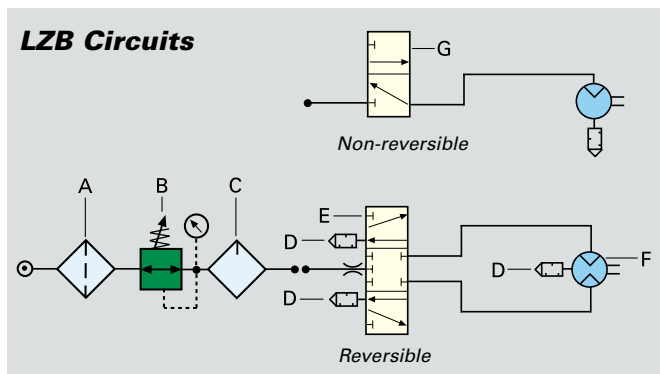 LZB Circuits
G
Non-reversible
A B C
E
D
D F
D
Reversible